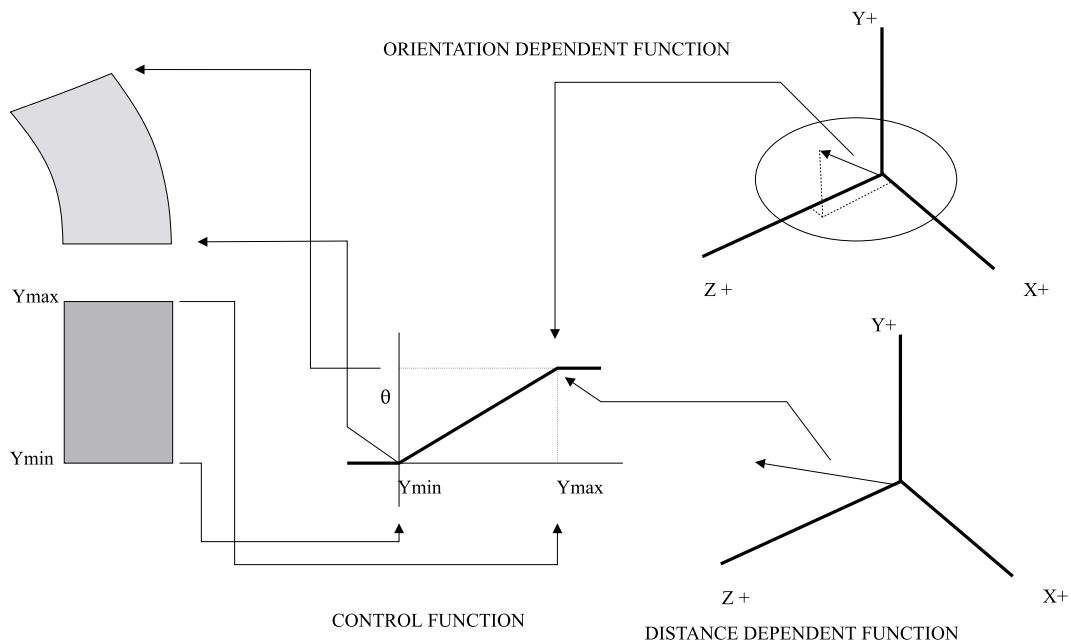 Y+
ORIENTATION DEPENDENT FUNCTION
Z +
X+
Ymax
Y+
θ
Ymin
Ymin
Ymax
Z +
X+
CONTROL FUNCTION
DISTANCE DEPENDENT FUNCTION